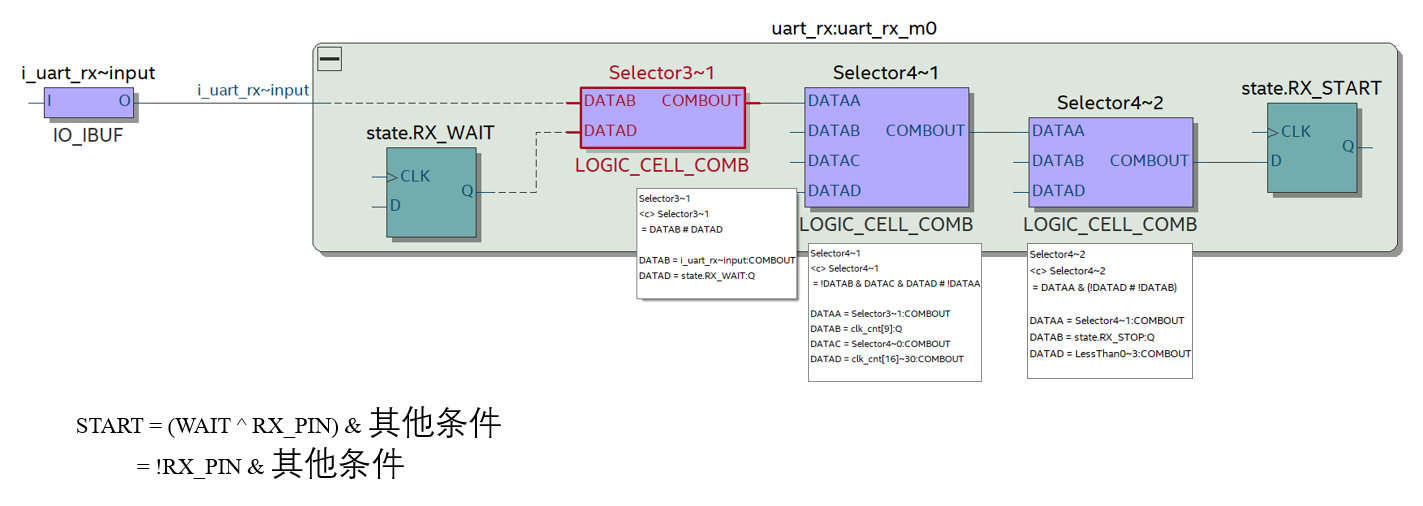 uart_rx:uart_rx_m0
i_uart_rx~input
I
O
IO_IBUF
i_uart_rx~input
state.RX_WAIT
CLK
D
Q
Selector3~1
DATAB
COMBOUT
DATAD
LOGIC_CELL_COMB
Selector4~1
DATAA
DATAB
COMBOUT
DATAC
DATAD
LOGIC_CELL_COMB
Selector4~2
DATAA
DATAB
COMBOUT
DATAD
LOGIC_CELL_COMB
state.RX_START
CLK
Q
D
Selector3~1
<c> Selector3~1
= DATAB # DATAD
DATAB = i_uart_rx~input:COMBOUT
DATAD = state.RX_WAIT:Q
Selector4~1
<c> Selector4~1
= !DATAB & DATAC & DATAD # !DATAA
DATAA = Selector3~1:COMBOUT
DATAB = clk_cnt[9]:Q
DATAC = Selector4~0:COMBOUT
DATAD = clk_cnt[16]~30:COMBOUT
Selector4~2
<c> Selector4~2
= DATAA & (!DATAD # !DATAB)
DATAA = Selector4~1:COMBOUT
DATAB = state.RX_STOP:Q
DATAD = LessThan0~3:COMBOUT
START = (WAIT ^ RX_PIN) & 其他条件
= !RX_PIN & 其他条件